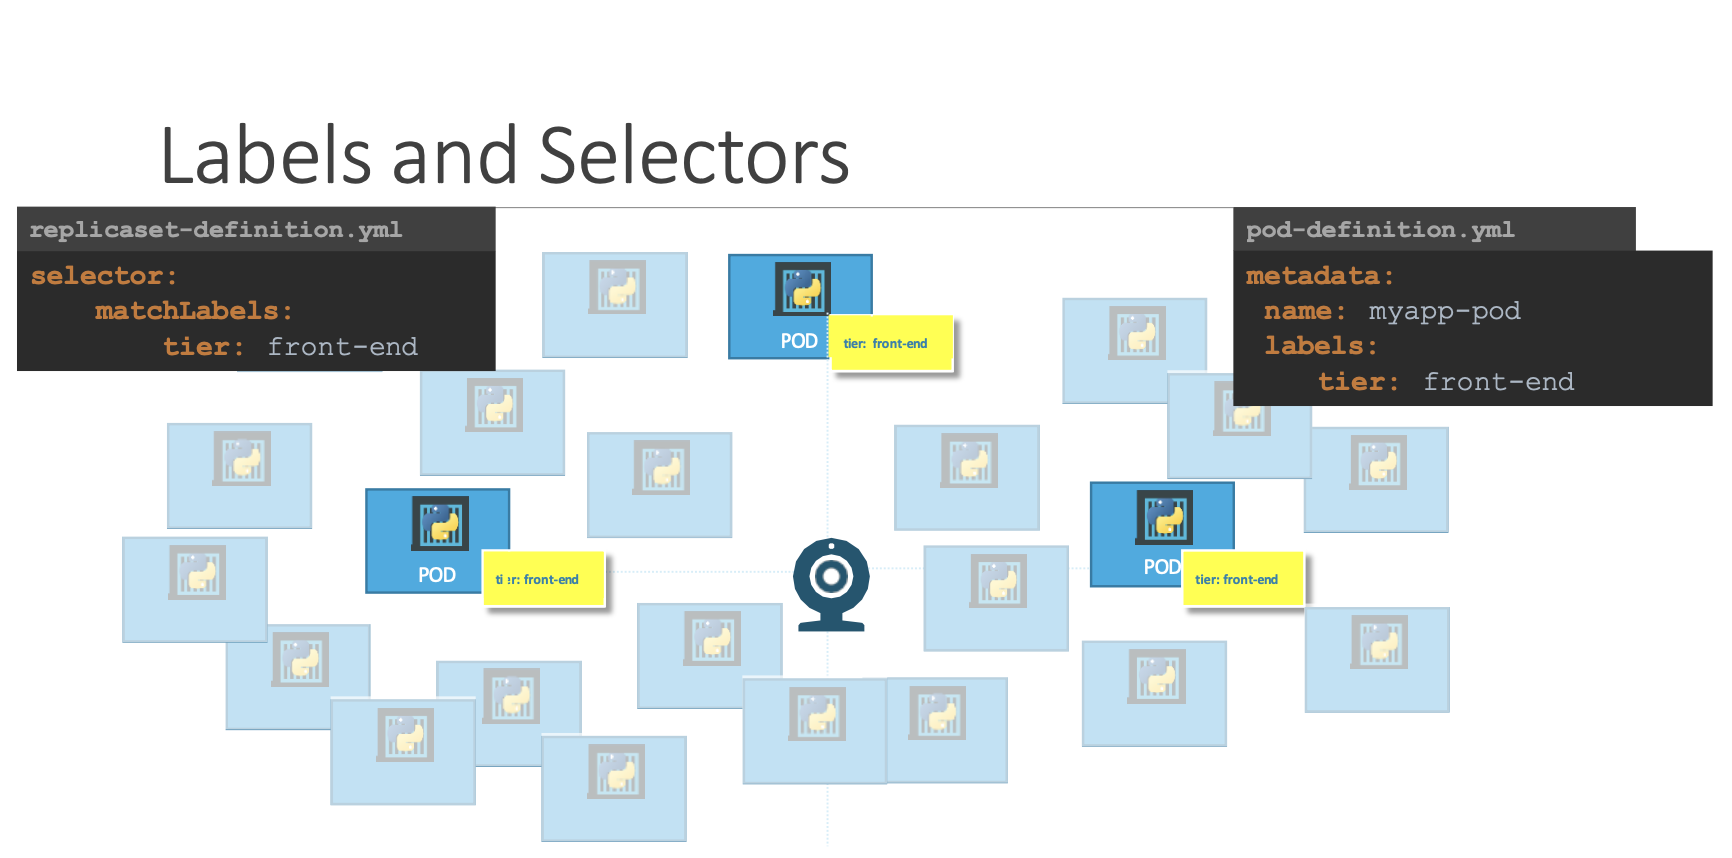 Labels and Selectors
replicaset-definition.yml
selector:
matchLabels:
tier: front-end
pod-definition.yml
metadata:
name: myapp-pod
labels:
tier: front-end
POD
tier: front-end
POD
tier: front-end
POD
tier: front-end